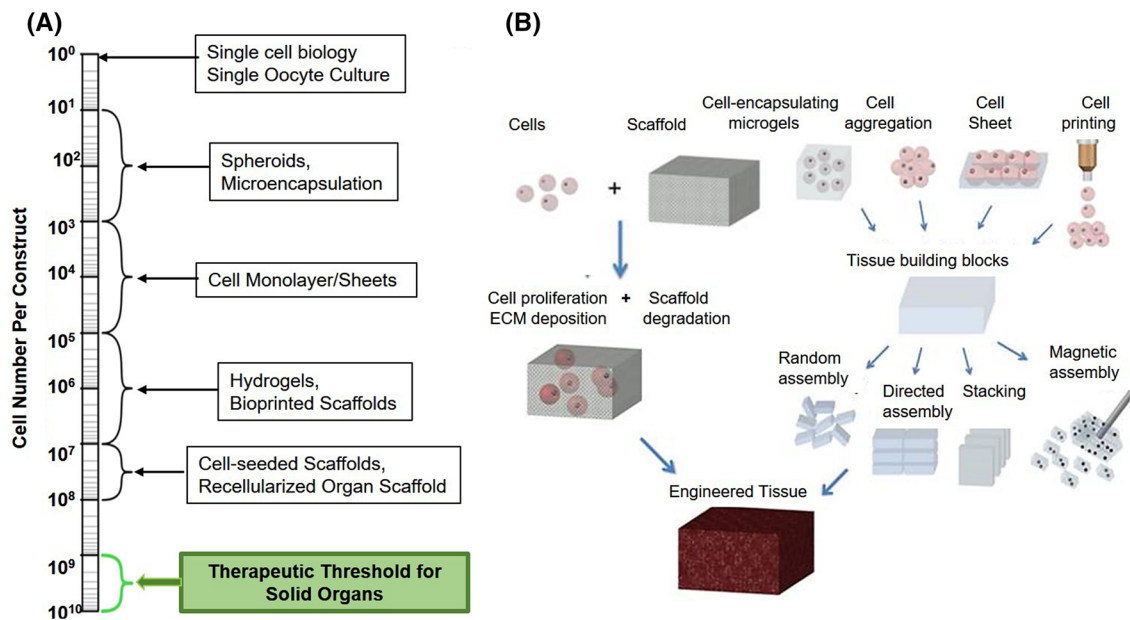 (A)
Cell Number Per Construct
10⁰
10¹
10²
10³
10⁴
10⁵
10⁶
10⁷
10⁸
10⁹
10¹⁰
Single cell biology
Single Oocyte Culture
Spheroids,
Microencapsulation
Cell Monolayer/Sheets
Hydrogels,
Bioprinted Scaffolds
Cell-seeded Scaffolds,
Recellularized Organ Scaffold
Therapeutic Threshold for
Solid Organs
(B)
Cells
+
Scaffold
Cell-encapsulating
microgels
Cell
aggregation
Cell
Sheet
Cell
printing
Cell proliferation
ECM deposition
+
Scaffold
degradation
Tissue building blocks
Random
assembly
Directed
assembly
Stacking
Magnetic
assembly
Engineered Tissue